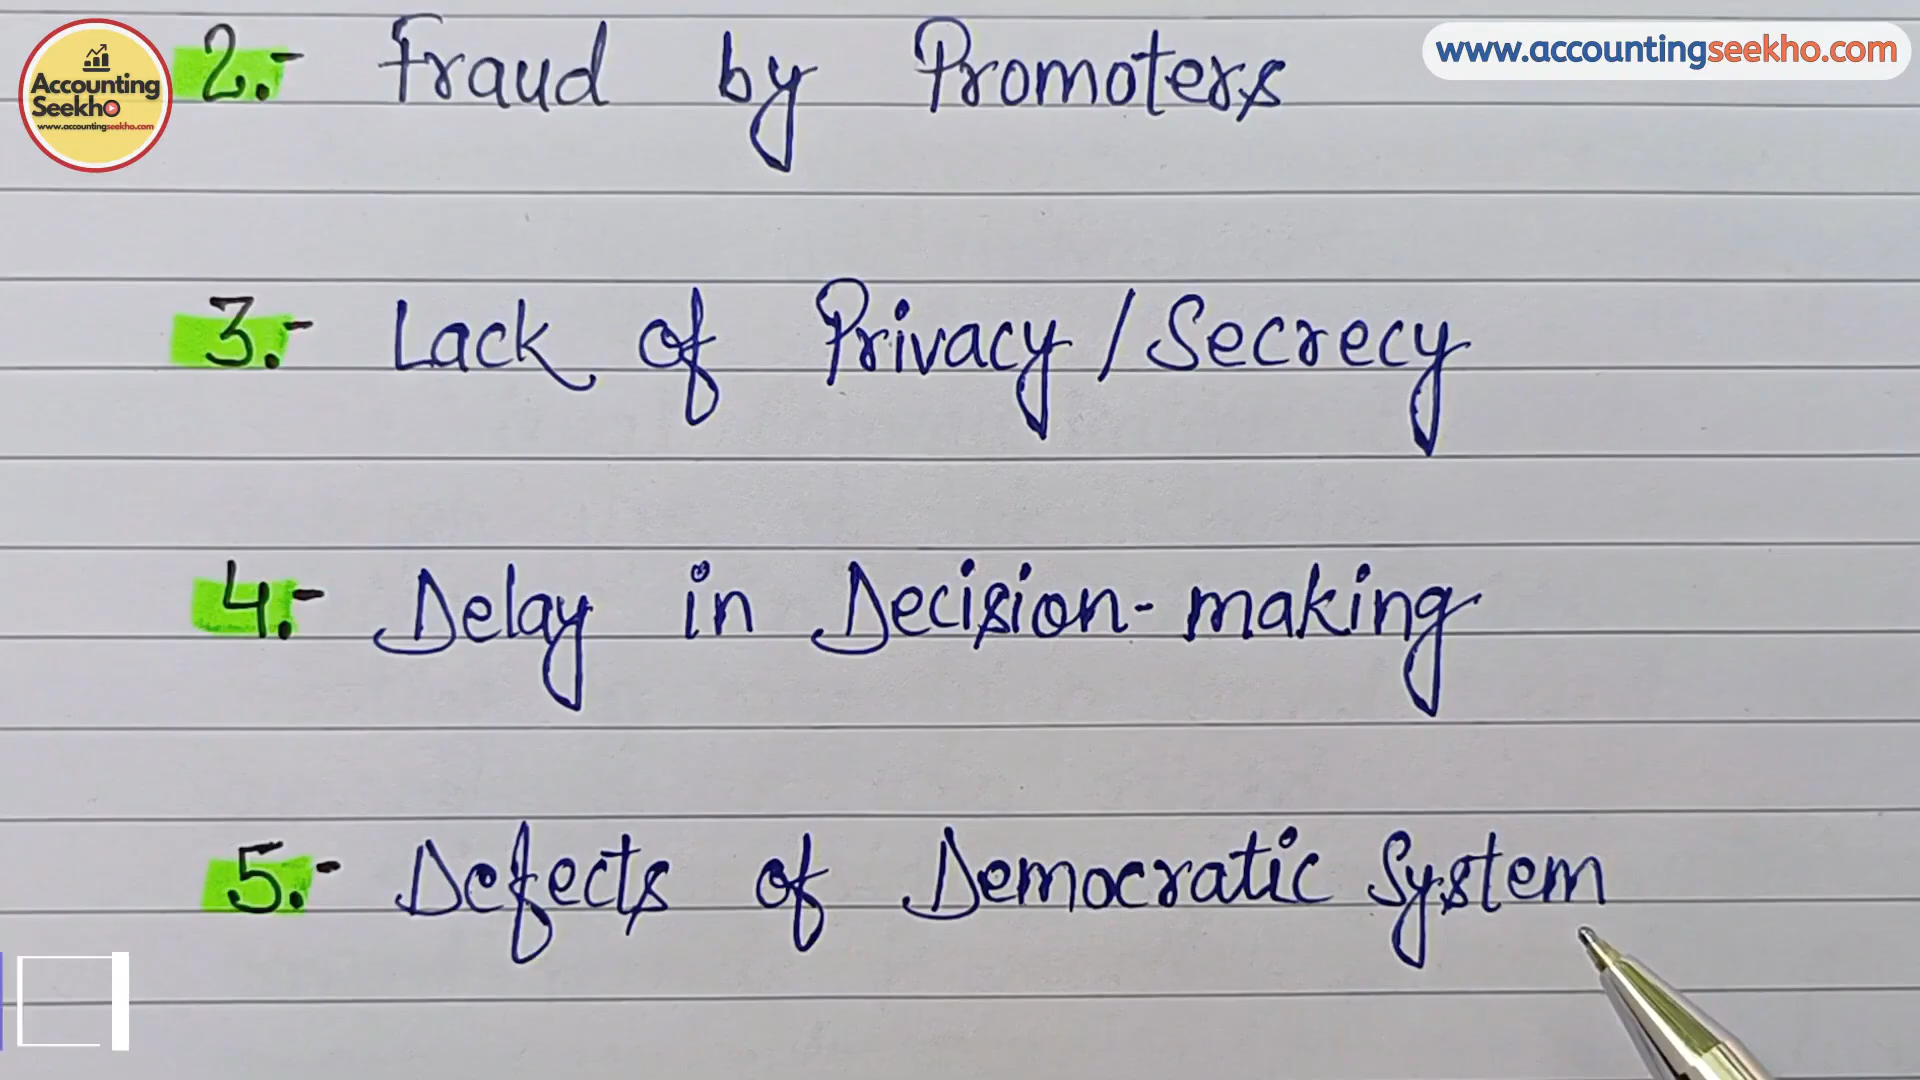 Accounting
Seekho
www.accountingseekho.com
www.accountingseekho.com
2.- Fraud by Promoters
3.- Lack of Privacy / Secrecy
4.- Delay in Decision-making
5.- Defects of Democratic System